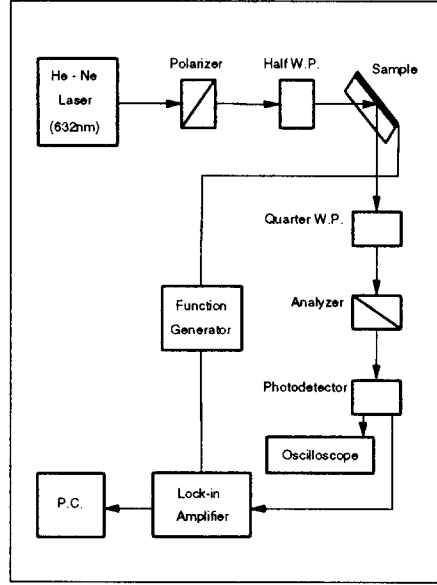 He - Ne
Laser
(632nm)
Polarizer
Half W.P.
Sample
Quarter W.P.
Function
Generator
Analyzer
Photodetector
Oscilloscope
P.C.
Lock-in
Amplifier